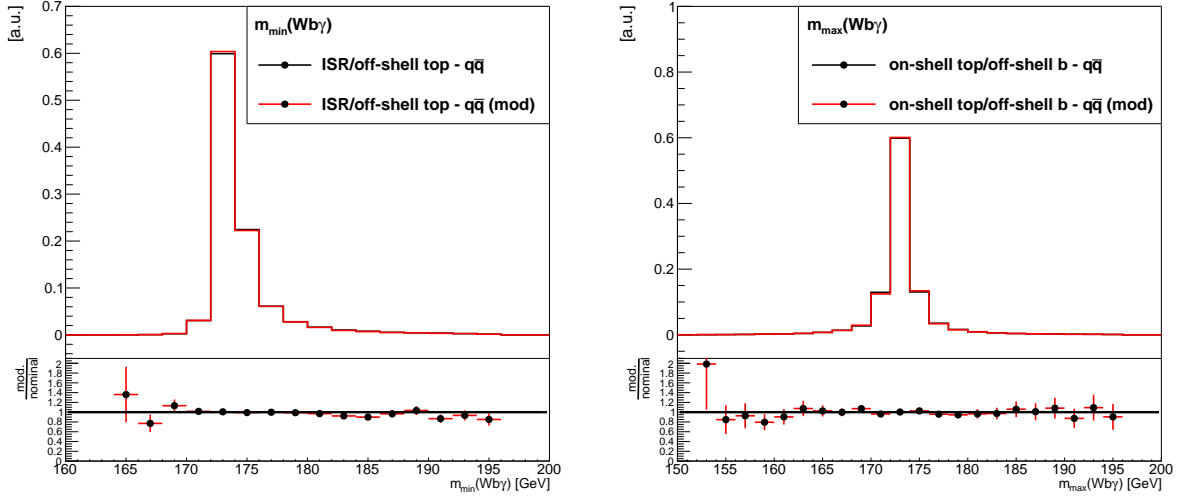 [a.u.]
0.7
0.6
0.5
0.4
0.3
0.2
0.1
0
m_min(Wbγ)
ISR/off-shell top - qq̅
ISR/off-shell top - qq̅ (mod)
mod.
nominal
2
1.8
1.6
1.4
1.2
1
0.8
0.6
0.4
0.2
0
160 165 170 175 180 185 190 195 200
m_min(Wbγ) [GeV]
[a.u.]
1
0.8
0.6
0.4
0.2
0
m_max(Wbγ)
on-shell top/off-shell b - qq̅
on-shell top/off-shell b - qq̅ (mod)
mod.
nominal
2
1.8
1.6
1.4
1.2
1
0.8
0.6
0.4
0.2
0
150 155 160 165 170 175 180 185 190 195 200
m_max(Wbγ) [GeV]